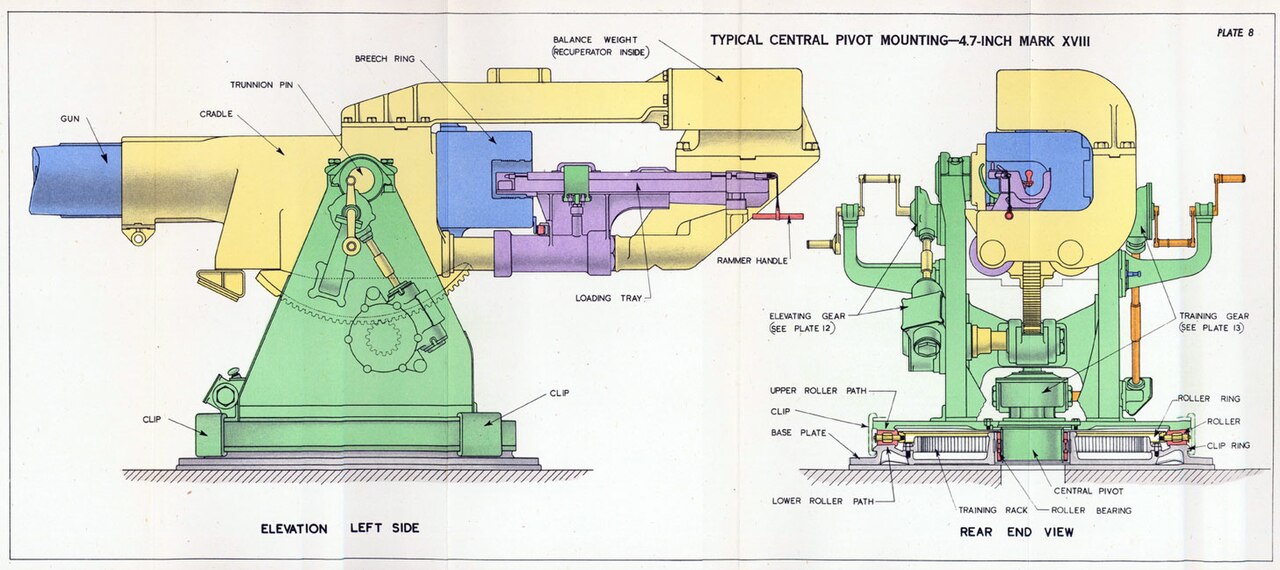 TYPICAL CENTRAL PIVOT MOUNTING—4.7-INCH MARK XVIII
PLATE 8
BALANCE WEIGHT
(RECUPERATOR INSIDE)
BREECH RING
TRUNNION PIN
CRADLE
GUN
RAMMER HANDLE
LOADING TRAY
CLIP
CLIP
ELEVATION LEFT SIDE
ELEVATING GEAR
(SEE PLATE 12)
TRAINING GEAR
(SEE PLATE 13)
UPPER ROLLER PATH
CLIP
BASE PLATE
LOWER ROLLER PATH
ROLLER RING
ROLLER
CLIP RING
CENTRAL PIVOT
TRAINING RACK
ROLLER BEARING
REAR END VIEW